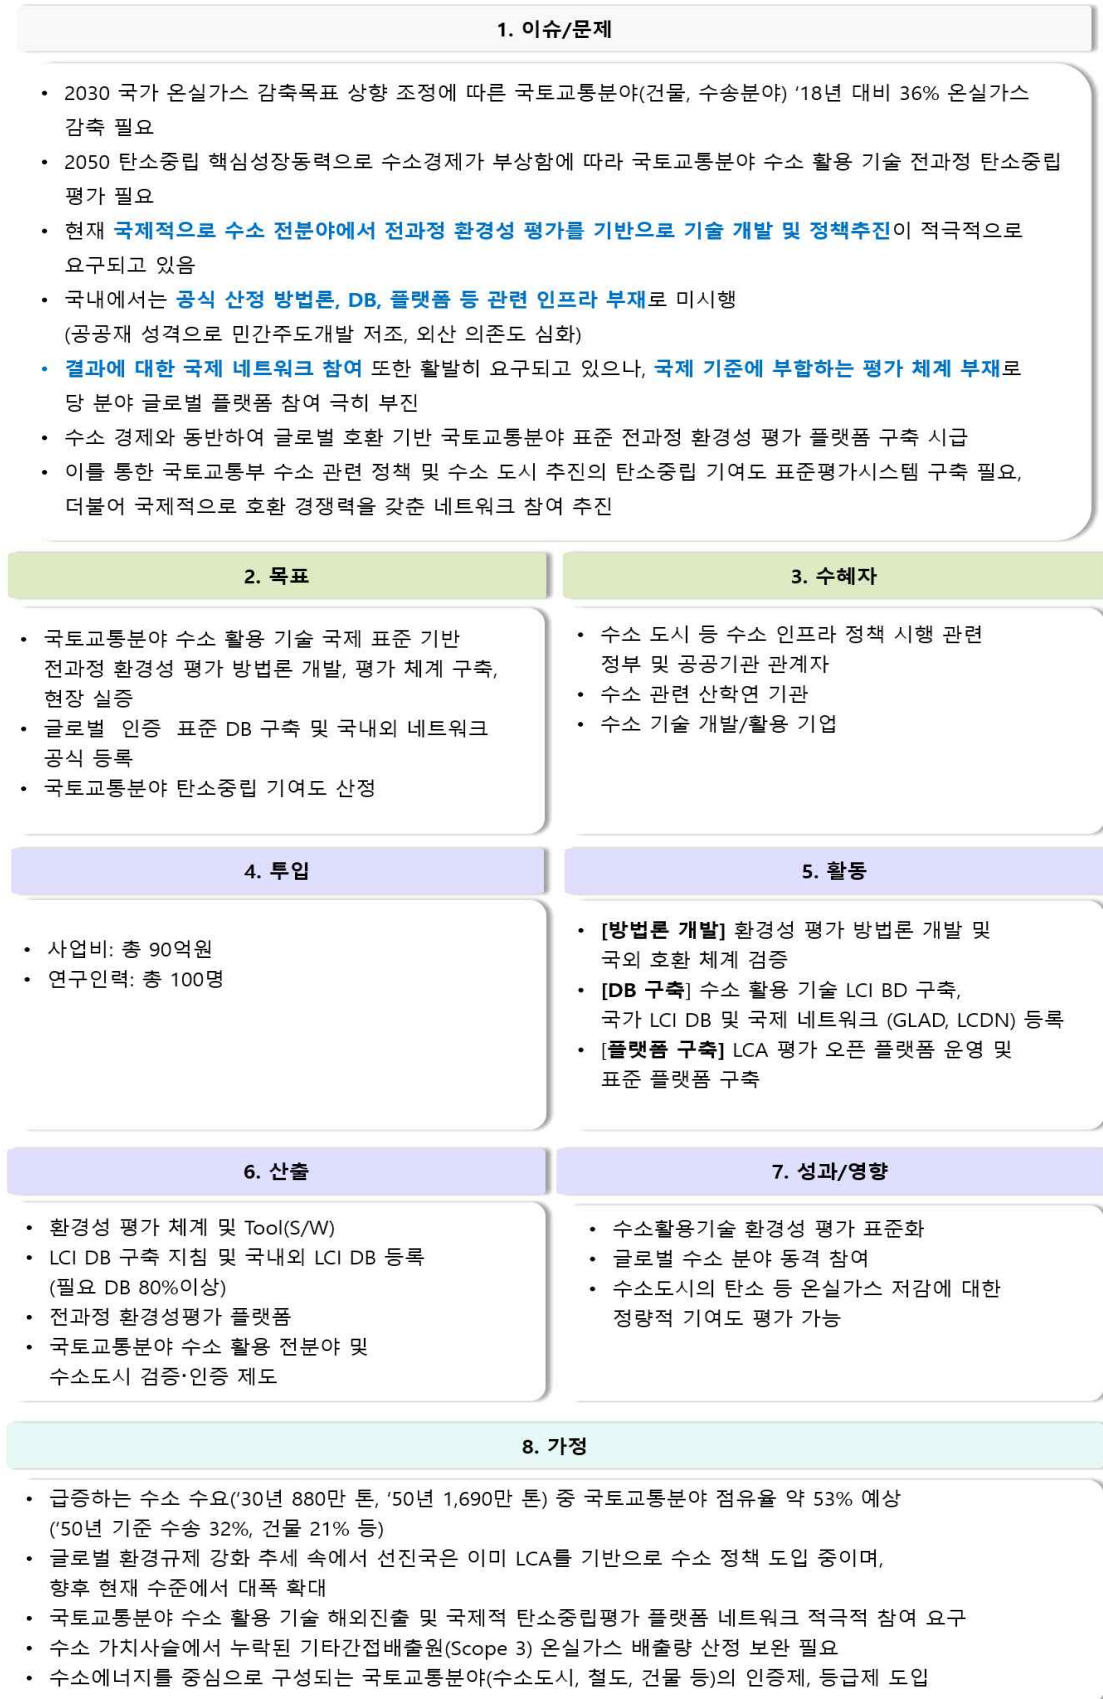 1. 이슈/문제
• 2030 국가 온실가스 감축목표 상향 조정에 따른 국토교통분야(건물, 수송분야) ‘18년 대비 36% 온실가스
감축 필요
• 2050 탄소중립 핵심성장동력으로 수소경제가 부상함에 따라 국토교통분야 수소 활용 기술 전과정 탄소중립
평가 필요
• 현재 국제적으로 수소 전분야에서 전과정 환경성 평가를 기반으로 기술 개발 및 정책추진이 적극적으로
요구되고 있음
• 국내에서는 공식 산정 방법론, DB, 플랫폼 등 관련 인프라 부재로 미시행
(공공재 성격으로 민간주도개발 저조, 외산 의존도 심화)
• 결과에 대한 국제 네트워크 참여 또한 활발히 요구되고 있으나, 국제 기준에 부합하는 평가 체계 부재로
당 분야 글로벌 플랫폼 참여 극히 부진
• 수소 경제와 동반하여 글로벌 호환 기반 국토교통분야 표준 전과정 환경성 평가 플랫폼 구축 시급
• 이를 통한 국토교통부 수소 관련 정책 및 수소 도시 추진의 탄소중립 기여도 표준평가시스템 구축 필요,
더불어 국제적으로 호환 경쟁력을 갖춘 네트워크 참여 추진
2. 목표
• 국토교통분야 수소 활용 기술 국제 표준 기반
전과정 환경성 평가 방법론 개발, 평가 체계 구축,
현장 실증
• 글로벌 인증 표준 DB 구축 및 국내외 네트워크
공식 등록
• 국토교통분야 탄소중립 기여도 산정
3. 수혜자
• 수소 도시 등 수소 인프라 정책 시행 관련
정부 및 공공기관 관계자
• 수소 관련 산학연 기관
• 수소 기술 개발/활용 기업
4. 투입
• 사업비: 총 90억원
• 연구인력: 총 100명
5. 활동
• [방법론 개발] 환경성 평가 방법론 개발 및
국외 호환 체계 검증
• [DB 구축] 수소 활용 기술 LCI BD 구축,
국가 LCI DB 및 국제 네트워크 (GLAD, LCDN) 등록
• [플랫폼 구축] LCA 평가 오픈 플랫폼 운영 및
표준 플랫폼 구축
6. 산출
• 환경성 평가 체계 및 Tool(S/W)
• LCI DB 구축 지침 및 국내외 LCI DB 등록
(필요 DB 80%이상)
• 전과정 환경성평가 플랫폼
• 국토교통분야 수소 활용 전분야 및
수소도시 검증·인증 제도
7. 성과/영향
• 수소활용기술 환경성 평가 표준화
• 글로벌 수소 분야 동격 참여
• 수소도시의 탄소 등 온실가스 저감에 대한
정량적 기여도 평가 가능
8. 가정
• 급증하는 수소 수요(‘30년 880만 톤, ‘50년 1,690만 톤) 중 국토교통분야 점유율 약 53% 예상
(‘50년 기준 수송 32%, 건물 21% 등)
• 글로벌 환경규제 강화 추세 속에서 선진국은 이미 LCA를 기반으로 수소 정책 도입 중이며,
향후 현재 수준에서 대폭 확대
• 국토교통분야 수소 활용 기술 해외진출 및 국제적 탄소중립평가 플랫폼 네트워크 적극적 참여 요구
• 수소 가치사슬에서 누락된 기타간접배출원(Scope 3) 온실가스 배출량 산정 보완 필요
• 수소에너지를 중심으로 구성되는 국토교통분야(수소도시, 철도, 건물 등)의 인증제, 등급제 도입